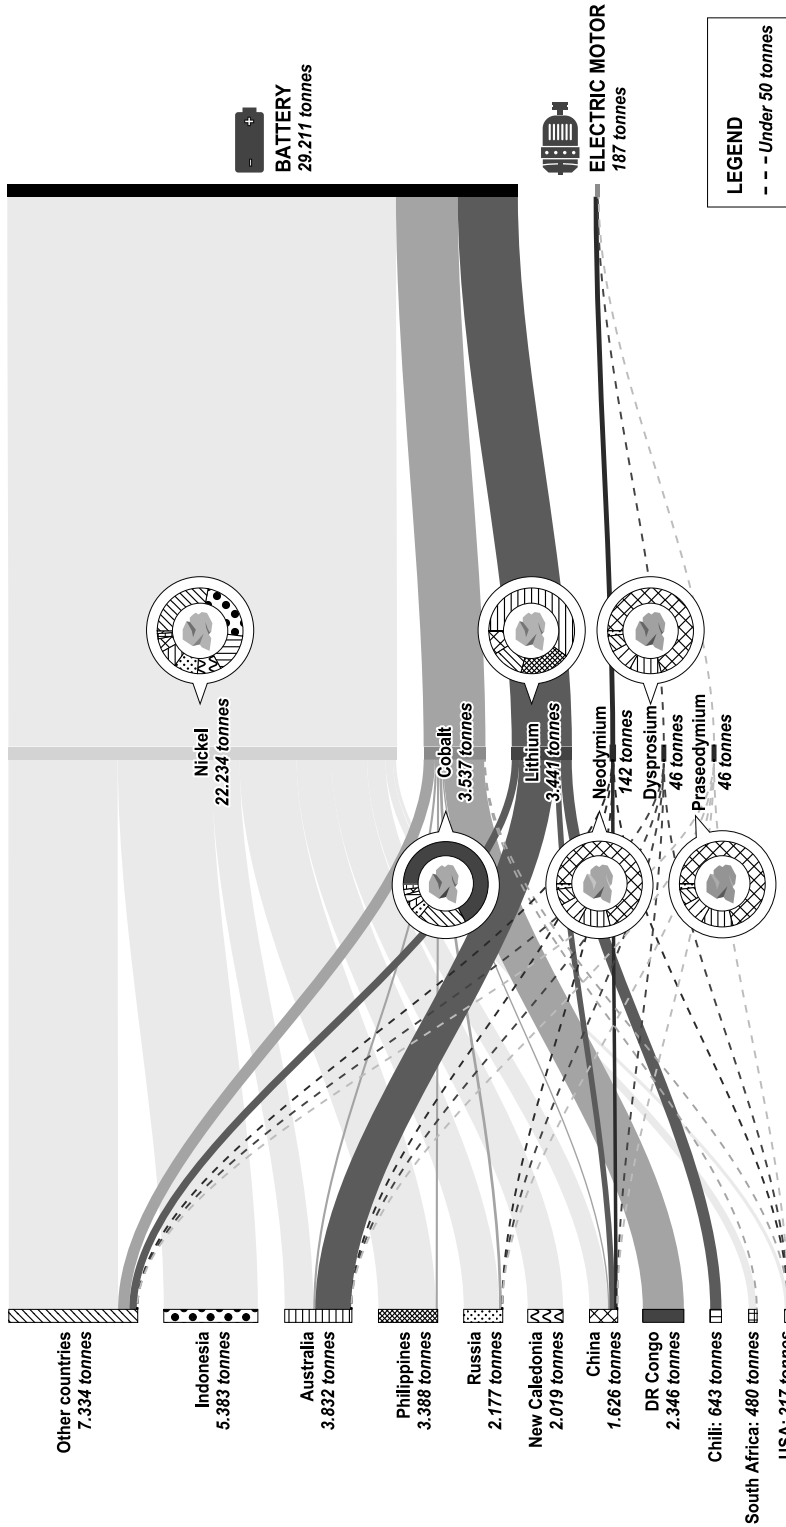 BATTERY
29.211 tonnes
ELECTRIC MOTOR
187 tonnes
LEGEND
Under 50 tonnes
Nickel
22.234 tonnes
Cobalt
3.537 tonnes
Lithium
3.441 tonnes
Neodymium
142 tonnes
Dysprosium
46 tonnes
Praseodymium
46 tonnes
Other countries
7.334 tonnes
Indonesia
5.383 tonnes
Australia
3.832 tonnes
Philippines
3.388 tonnes
Russia
2.177 tonnes
New Caledonia
2.019 tonnes
China
1.626 tonnes
DR Congo
2.346 tonnes
Chili: 643 tonnes
South Africa: 480 tonnes
USA: 217 tonnes